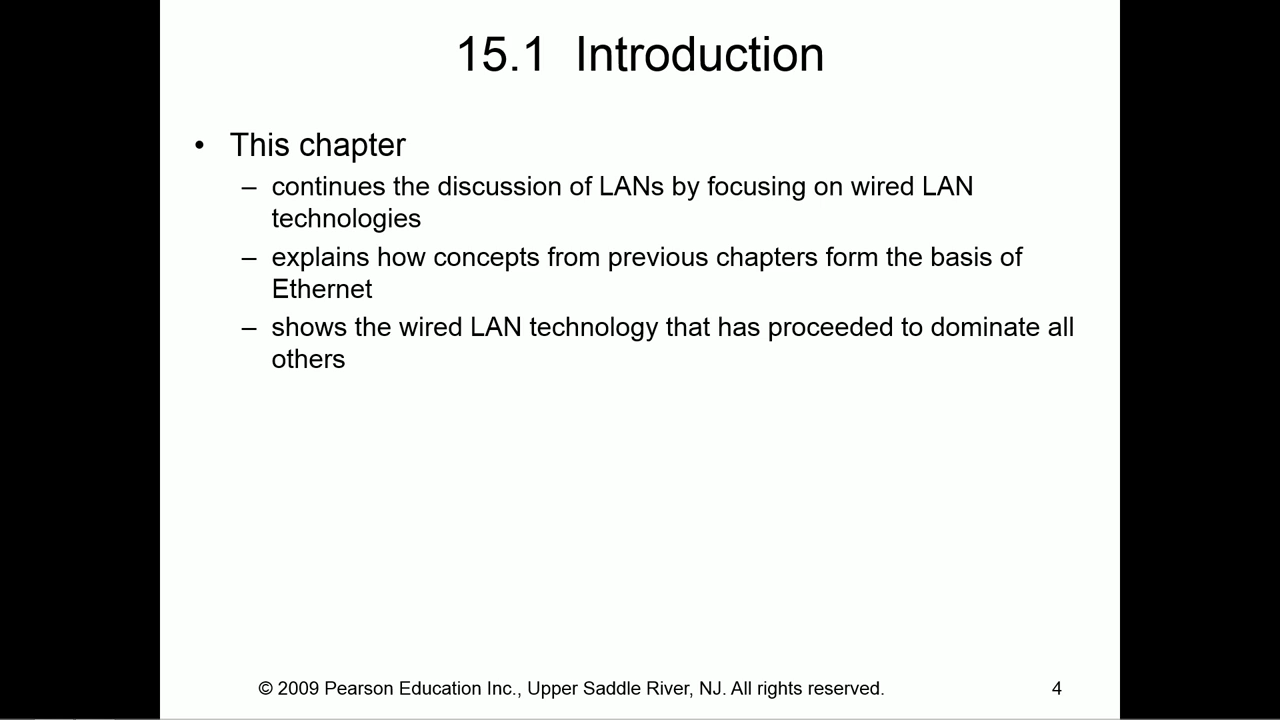 15.1 Introduction
• This chapter
– continues the discussion of LANs by focusing on wired LAN
technologies
– explains how concepts from previous chapters form the basis of
Ethernet
– shows the wired LAN technology that has proceeded to dominate all
others
© 2009 Pearson Education Inc., Upper Saddle River, NJ. All rights reserved.
4